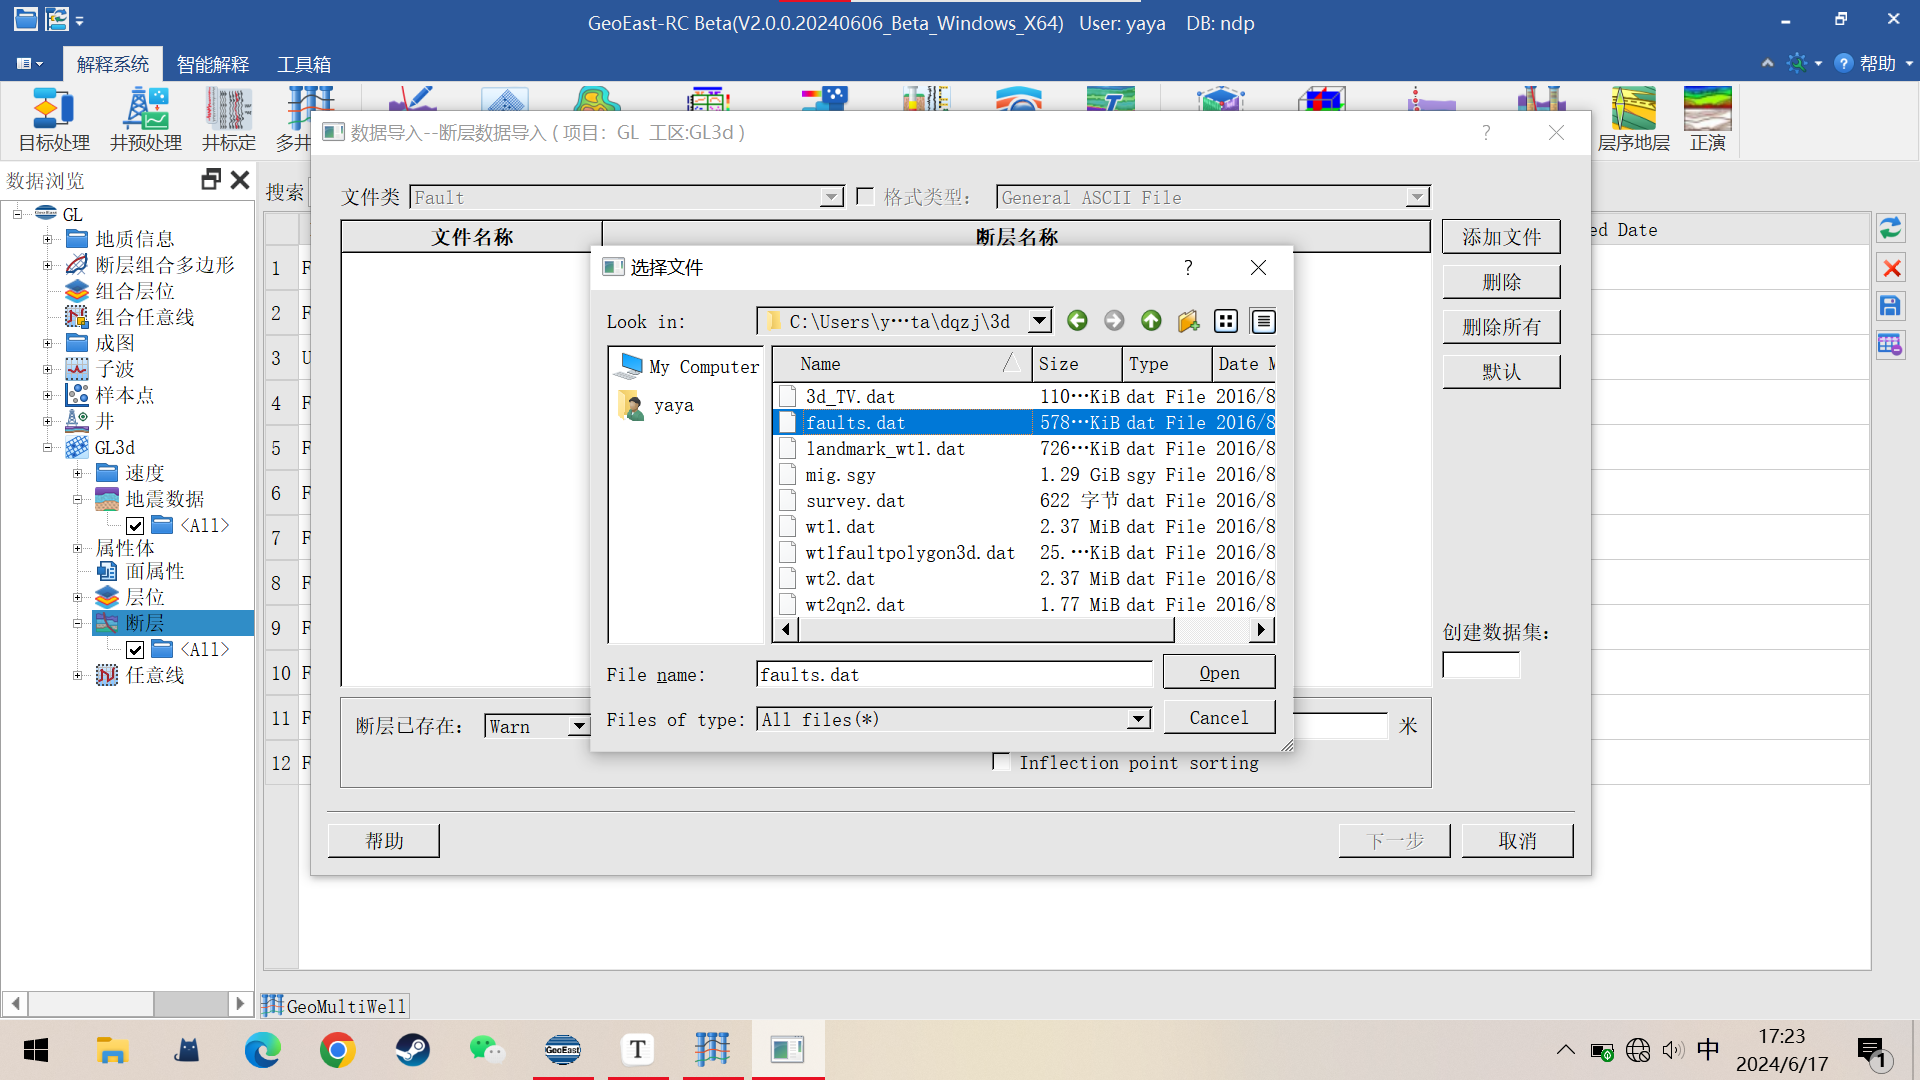 GeoEast-RC Beta(V2.0.0.20240606_Beta_Windows_X64)   User: yaya    DB: ndp
解释系统 智能解释 工具箱
帮助
目标处理 井预处理 井标定 多井
层序地层 正演
数据导入--断层数据导入 ( 项目: GL 工区:GL3d )
?
数据浏览
搜索
文件类 Fault 格式类型: General ASCII File
文件名称 断层名称
添加文件
删除
删除所有
默认
ed Date
GL
地质信息
断层组合多边形
组合层位
组合任意线
成图
子波
样本点
井
GL3d
速度
地震数据
<All>
属性体
面属性
层位
断层
<All>
任意线
1 F
2 F
3 U
4 F
5 F
6 F
7 F
8 F
9 F
10 F
11 F
12 F
选择文件
?
Look in: C:\Users\y···ta\dqzj\3d
My Computer
yaya
Name Size Type Date M
3d_TV.dat 110···KiB dat File 2016/8
faults.dat 578···KiB dat File 2016/8
landmark_wt1.dat 726···KiB dat File 2016/8
mig.sgy 1.29 GiB sgy File 2016/8
survey.dat 622 字节 dat File 2016/8
wt1.dat 2.37 MiB dat File 2016/8
wt1faultpolygon3d.dat 25.···KiB dat File 2016/8
wt2.dat 2.37 MiB dat File 2016/8
wt2qn2.dat 1.77 MiB dat File 2016/8
File name: faults.dat Open
Files of type: All files(*) Cancel
创建数据集:
断层已存在: Warn
米
Inflection point sorting
帮助 下一步 取消
GeoMultiWell
GeoEast
T
中
17:23
2024/6/17
1